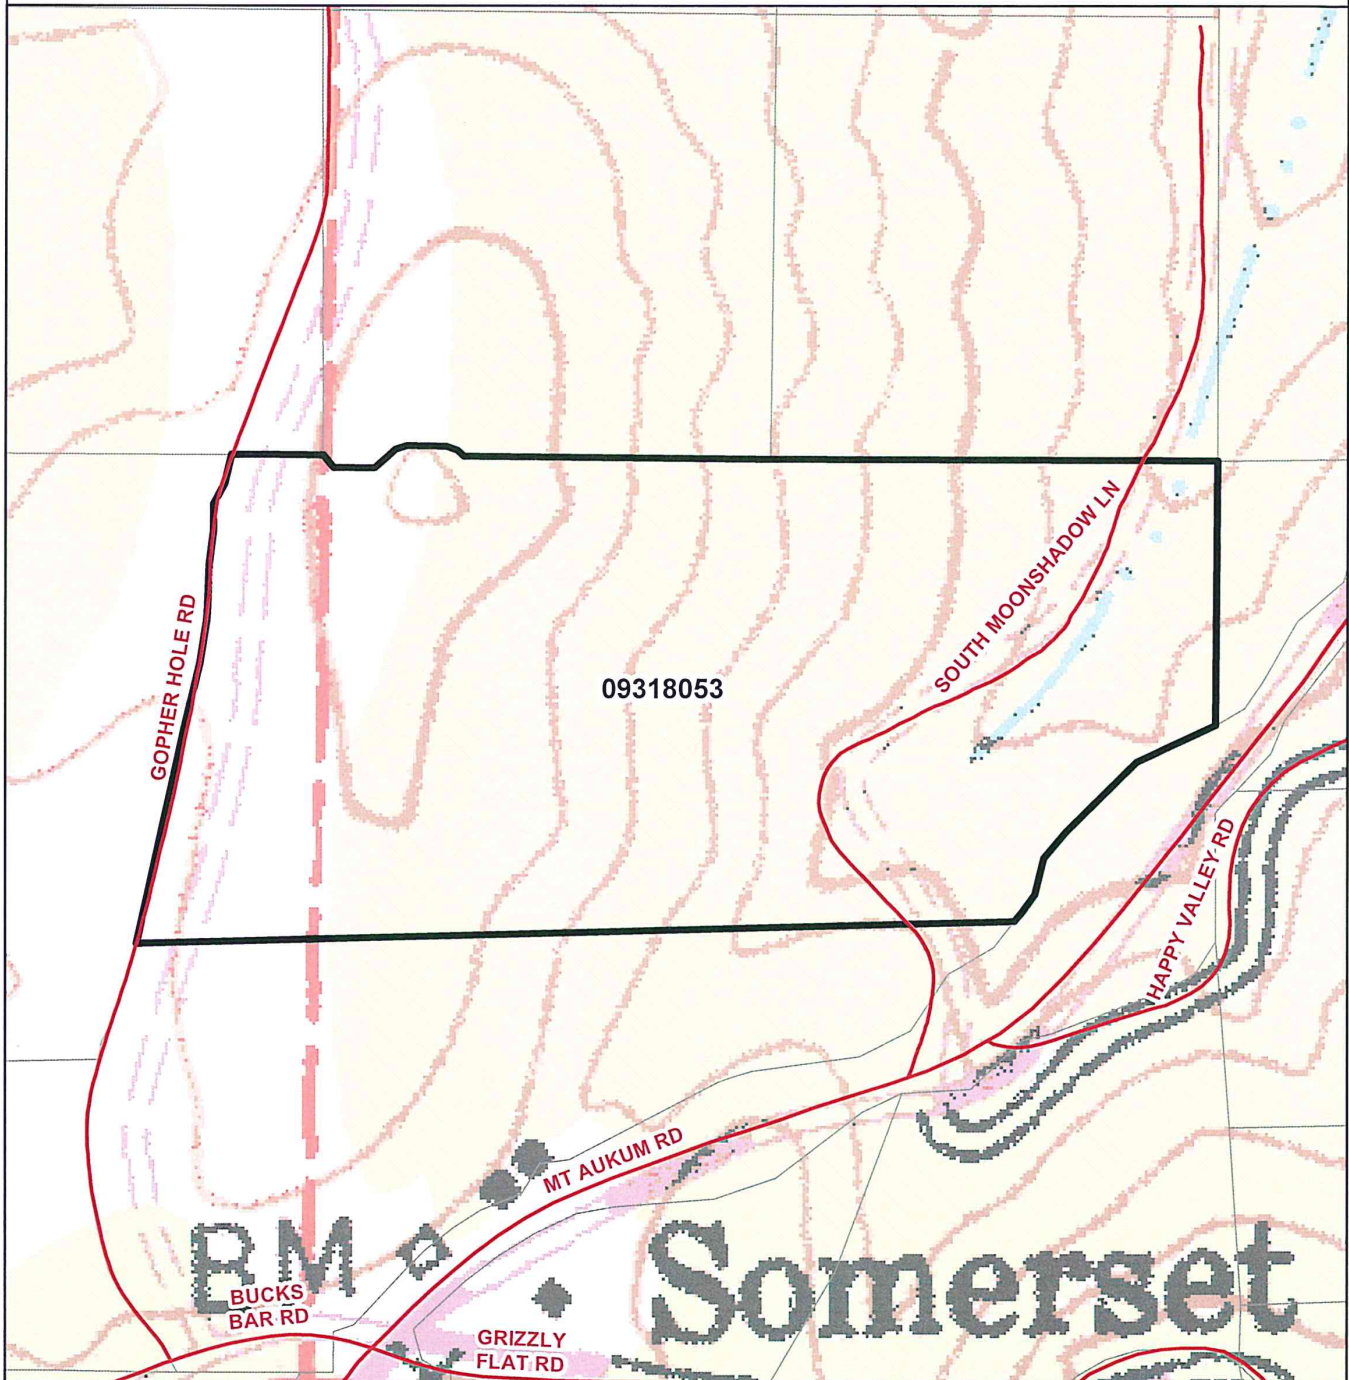 SOUTH MOONSHADOW LN
GOPHER HOLE RD
09318053
HAPPY VALLEY RD
MT AUKUM RD
BM
Somerset
BUCKS
BAR RD
GRIZZLY
FLAT RD